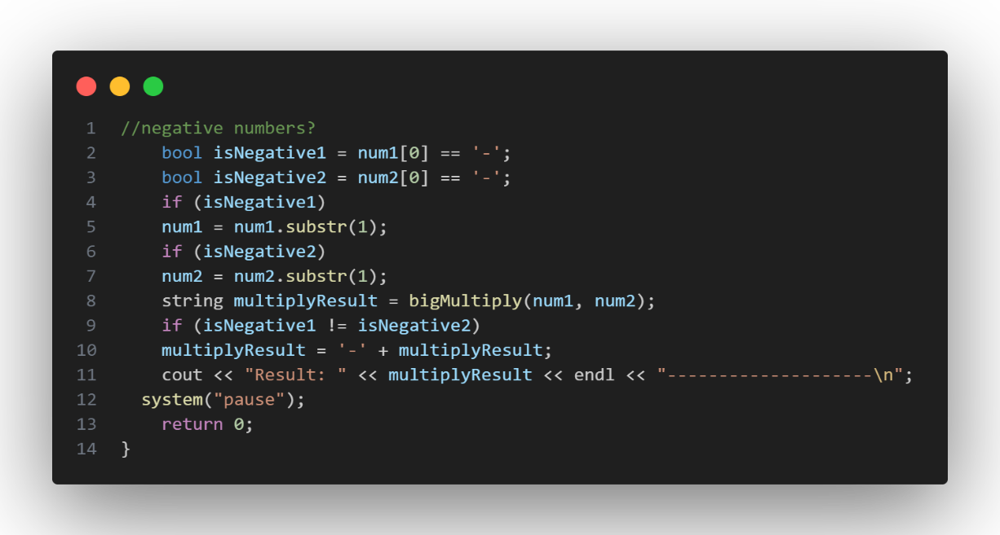 1 //negative numbers?
2 bool isNegative1 = num1[0] == '-';
3 bool isNegative2 = num2[0] == '-';
4 if (isNegative1)
5 num1 = num1.substr(1);
6 if (isNegative2)
7 num2 = num2.substr(1);
8 string multiplyResult = bigMultiply(num1, num2);
9 if (isNegative1 != isNegative2)
10 multiplyResult = '-' + multiplyResult;
11 cout << "Result: " << multiplyResult << endl << "--------------------\n";
12 system("pause");
13 return 0;
14 }